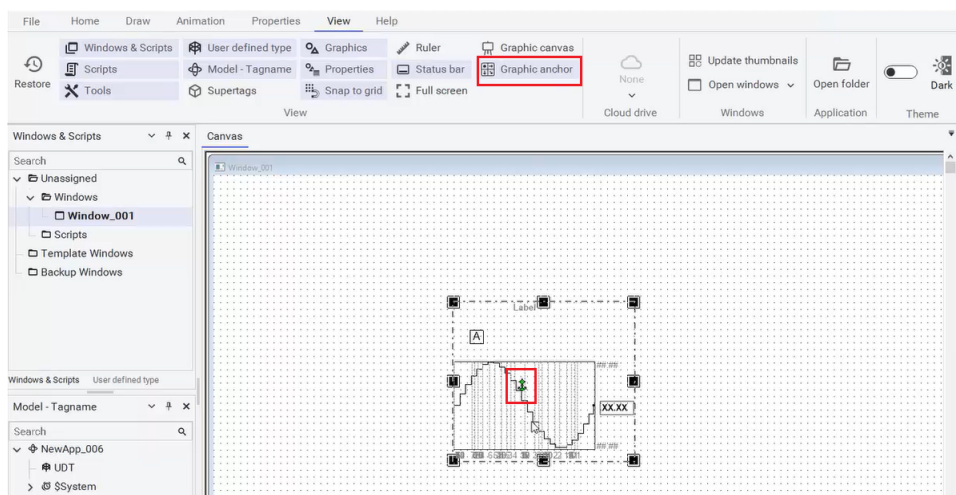 File Home Draw Animation Properties View Help
Windows & Scripts User defined type Graphics Ruler Graphic canvas
Scripts Model - Tagname Properties Status bar Graphic anchor
Tools Supertags Snap to grid Full screen
Restore
None
Update thumbnails
Open windows
Open folder
Dark
View Cloud drive Windows Application Theme
Windows & Scripts
Canvas
Search
Window_001
Unassigned
Windows
Window_001
Scripts
Template Windows
Backup Windows
Label
A
##.##
XX.XX
##.##
Windows & Scripts User defined type
Model - Tagname
Search
NewApp_006
UDT
$System